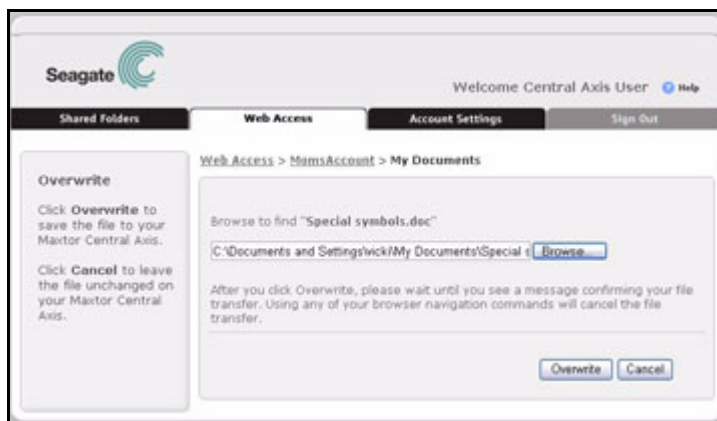 Seagate
Welcome Central Axis User ? Help
Shared Folders Web Access Account Settings Sign Out
Web Access > MomsAccount > My Documents
Overwrite
Click Overwrite to
save the file to your
Maxtor Central Axis.
Click Cancel to leave
the file unchanged on
your Maxtor Central
Axis.
Browse to find "Special symbols.doc"
C:\Documents and Settings\vicki\My Documents\Special s Browse...
After you click Overwrite, please wait until you see a message confirming your file
transfer. Using any of your browser navigation commands will cancel the file
transfer.
Overwrite Cancel